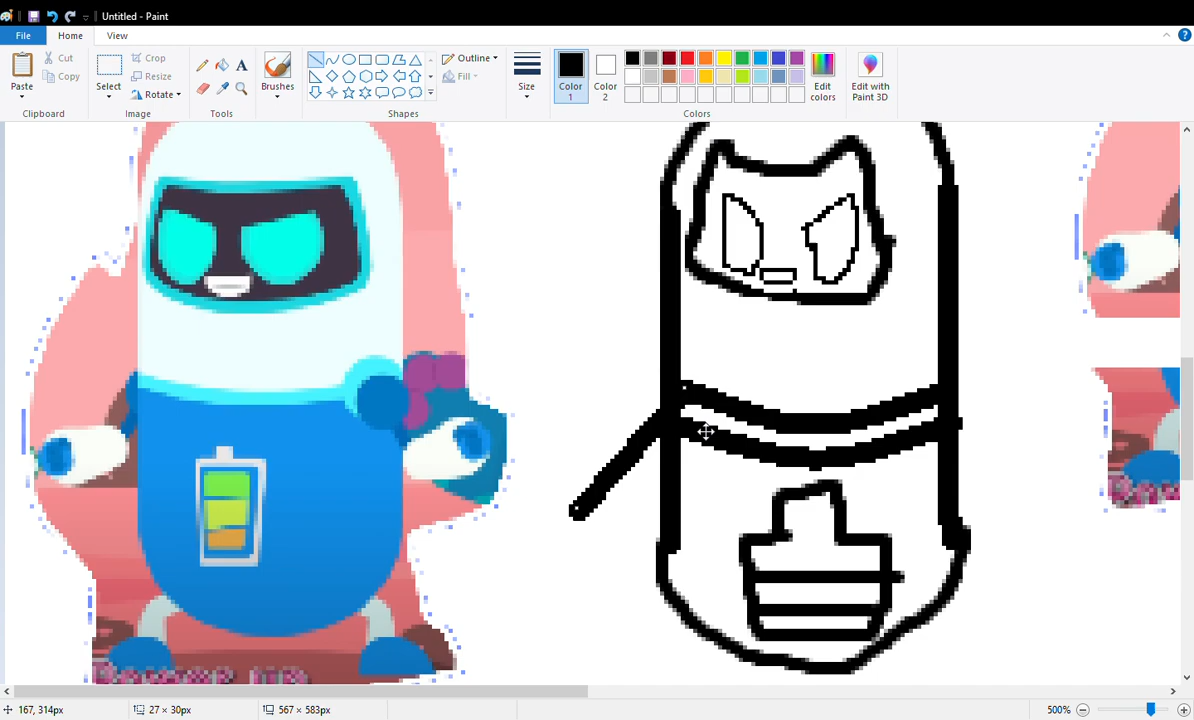 Untitled - Paint
File Home View
Paste Cut Copy
Clipboard
Select Crop Resize Rotate
Image
A
Tools
Brushes
Outline Fill
Shapes
Size
Color 1
Color 2
Edit colors
Edit with Paint 3D
Colors
167, 314px 27 × 30px 567 × 583px 500%